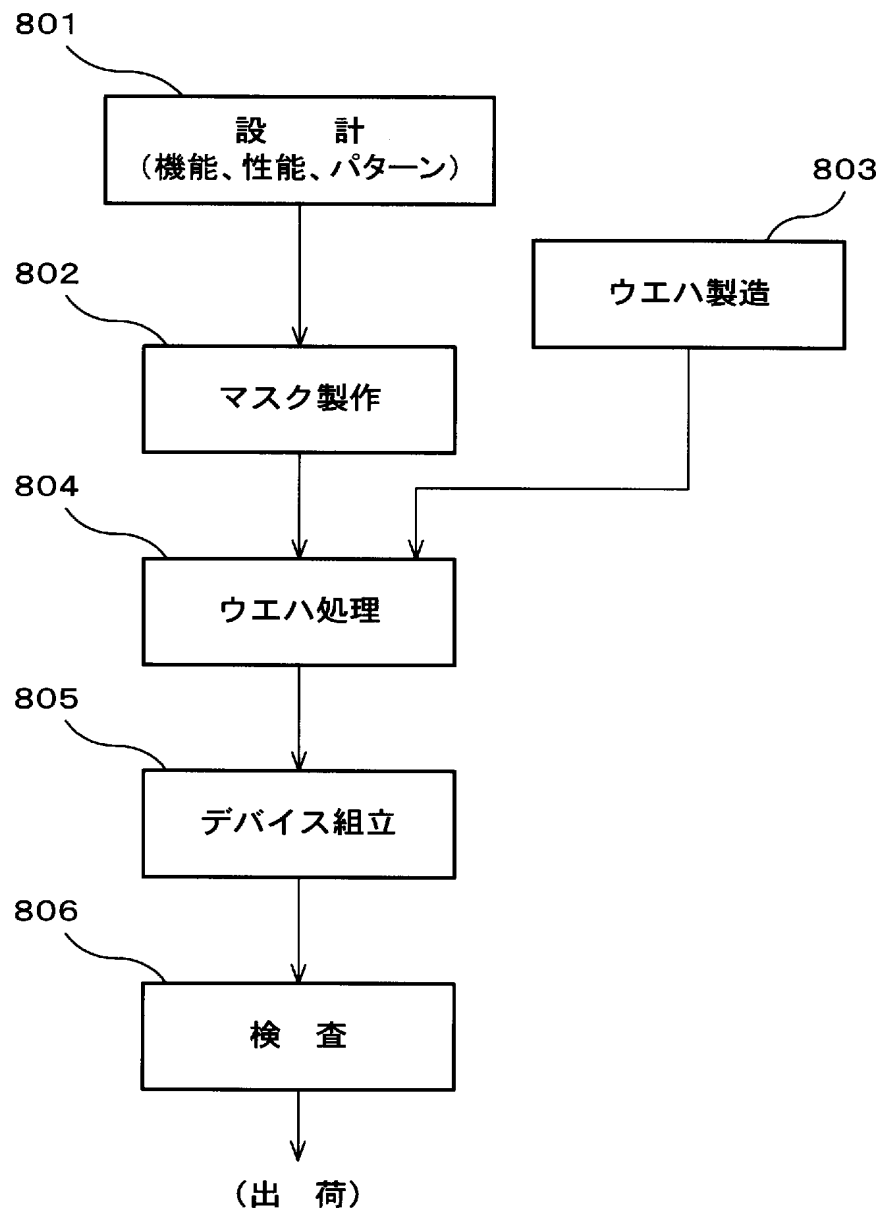 801
設　計
(機能、性能、パターン)
803
ウエハ製造
802
マスク製作
804
ウエハ処理
805
デバイス組立
806
検　査
(出　荷)